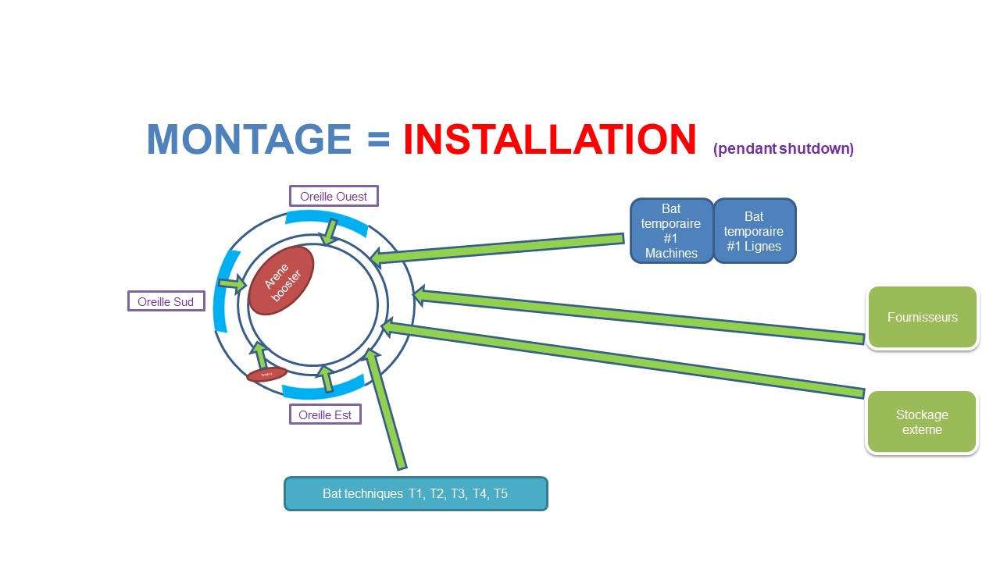 MONTAGE = INSTALLATION (pendant shutdown)
Oreille Ouest
Bat
temporaire
#1
Machines
Bat
temporaire
#1 Lignes
Arene
booster
Oreille Sud
Fournisseurs
Oreille Est
Stockage
externe
Bat techniques T1, T2, T3, T4, T5